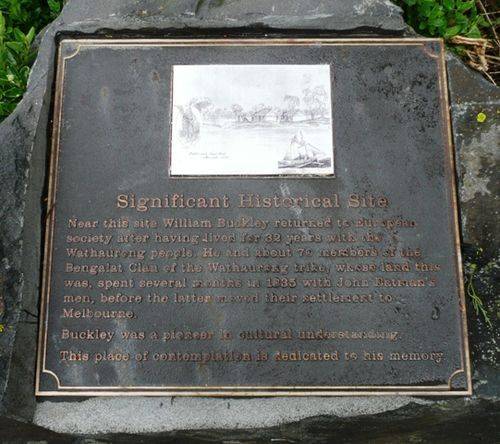 Significant Historical Site
Near this site William Buckley returned to European
society after having lived for 32 years with the
Wathaurong people. He and about 75 members of the
Bengalat Clan of the Wathaurong tribe, whose land this
was, spent several months in 1835 with John Batman's
men, before the latter moved their settlement to
Melbourne.
Buckley was a pioneer in cultural understanding.
This place of contemplation is dedicated to his memory.